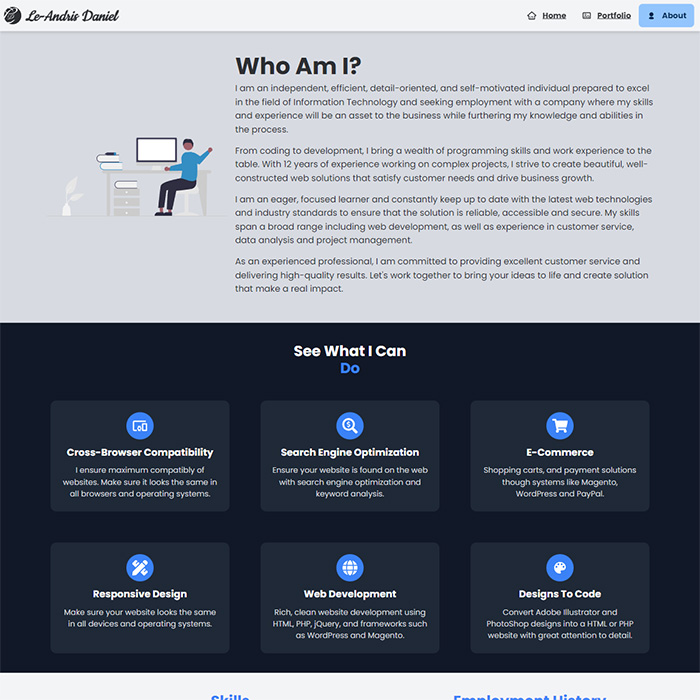 Le-Andris Daniel
Home
Portfolio
About
Who Am I?
I am an independent, efficient, detail-oriented, and self-motivated individual prepared to excel
in the field of Information Technology and seeking employment with a company where my skills
and experience will be an asset to the business while furthering my knowledge and abilities in
the process.
From coding to development, I bring a wealth of programming skills and work experience to the
table. With 12 years of experience working on complex projects, I strive to create beautiful, well-
constructed web solutions that satisfy customer needs and drive business growth.
I am an eager, focused learner and constantly keep up to date with the latest web technologies
and industry standards to ensure that the solution is reliable, accessible and secure. My skills
span a broad range including web development, as well as experience in customer service,
data analysis and project management.
As an experienced professional, I am committed to providing excellent customer service and
delivering high-quality results. Let's work together to bring your ideas to life and create solution
that make a real impact.
See What I Can
Do
Cross-Browser Compatibility
I ensure maximum compatibly of
websites. Make sure it looks the same in
all browsers and operating systems.
Search Engine Optimization
Ensure your website is found on the web
with search engine optimization and
keyword analysis.
E-Commerce
Shopping carts, and payment solutions
though systems like Magento,
WordPress and PayPal.
Responsive Design
Make sure your website looks the same
in all devices and operating systems.
Web Development
Rich, clean website development using
HTML, PHP, jQuery, and frameworks such
as WordPress and Magento.
Designs To Code
Convert Adobe Illustrator and
PhotoShop designs into a HTML or PHP
website with great attention to detail.
Skills
Employment History